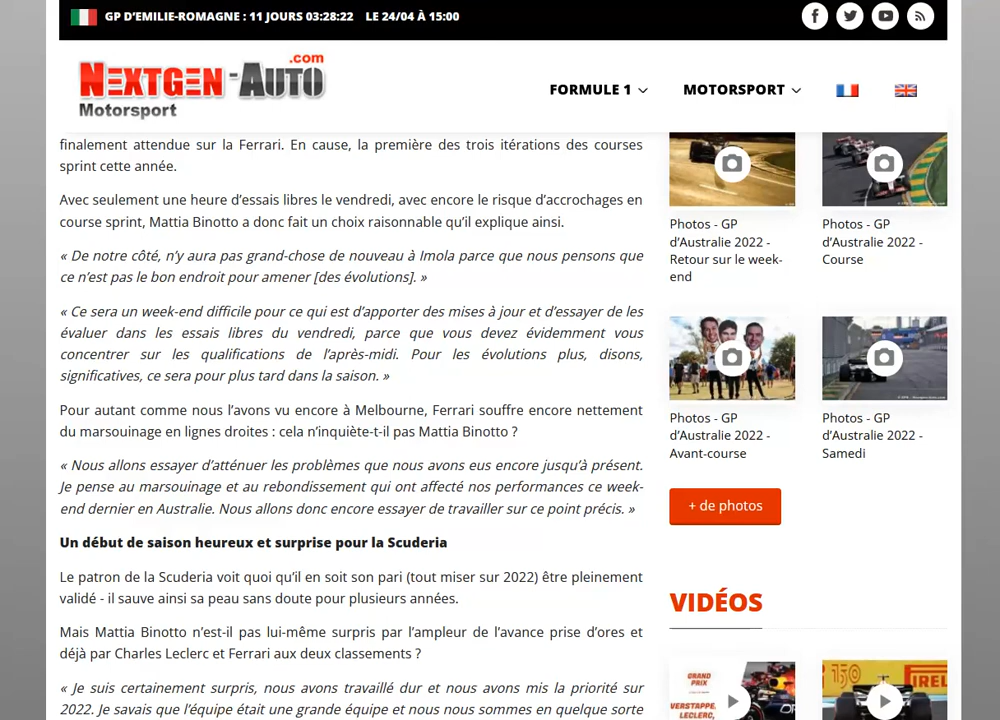 GP D'EMILIE-ROMAGNE : 11 JOURS 03:28:22 LE 24/04 À 15:00
NEXTGEN-AUTO.com
Motorsport
FORMULE 1
MOTORSPORT
finalement attendue sur la Ferrari. En cause, la première des trois itérations des courses
sprint cette année.
Avec seulement une heure d'essais libres le vendredi, avec encore le risque d'accrochages en
course sprint, Mattia Binotto a donc fait un choix raisonnable qu'il explique ainsi.
« De notre côté, n'y aura pas grand-chose de nouveau à Imola parce que nous pensons que
ce n'est pas le bon endroit pour amener [des évolutions]. »
« Ce sera un week-end difficile pour ce qui est d'apporter des mises à jour et d'essayer de les
évaluer dans les essais libres du vendredi, parce que vous devez évidemment vous
concentrer sur les qualifications de l'après-midi. Pour les évolutions plus, disons,
significatives, ce sera pour plus tard dans la saison. »
Pour autant comme nous l'avons vu encore à Melbourne, Ferrari souffre encore nettement
du marsouinage en lignes droites : cela n'inquiète-t-il pas Mattia Binotto ?
« Nous allons essayer d'atténuer les problèmes que nous avons eus encore jusqu'à présent.
Je pense au marsouinage et au rebondissement qui ont affecté nos performances ce week-
end dernier en Australie. Nous allons donc encore essayer de travailler sur ce point précis. »
Un début de saison heureux et surprise pour la Scuderia
Le patron de la Scuderia voit quoi qu'il en soit son pari (tout miser sur 2022) être pleinement
validé - il sauve ainsi sa peau sans doute pour plusieurs années.
Mais Mattia Binotto n'est-il pas lui-même surpris par l'ampleur de l'avance prise d'ores et
déjà par Charles Leclerc et Ferrari aux deux classements ?
« Je suis certainement surpris, nous avons travaillé dur et nous avons mis la priorité sur
2022. Je savais que l'équipe était une grande équipe et nous nous sommes en quelque sorte
Photos - GP
d'Australie 2022 -
Retour sur le week-
end
Photos - GP
d'Australie 2022 -
Course
Photos - GP
d'Australie 2022 -
Avant-course
Photos - GP
d'Australie 2022 -
Samedi
+ de photos
VIDÉOS
GRAND
PRIX
VERSTAPPE
LECLERC,
150
IREL